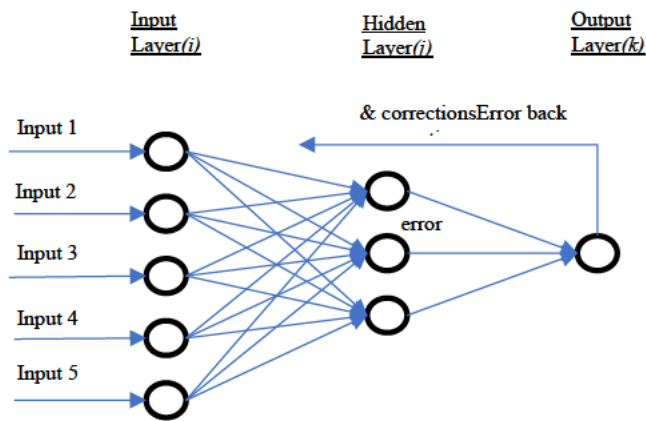 Input
Layer(i)
Hidden
Layer(j)
Output
Layer(k)
& correctionsError back
Input 1
Input 2
error
Input 3
Input 4
Input 5